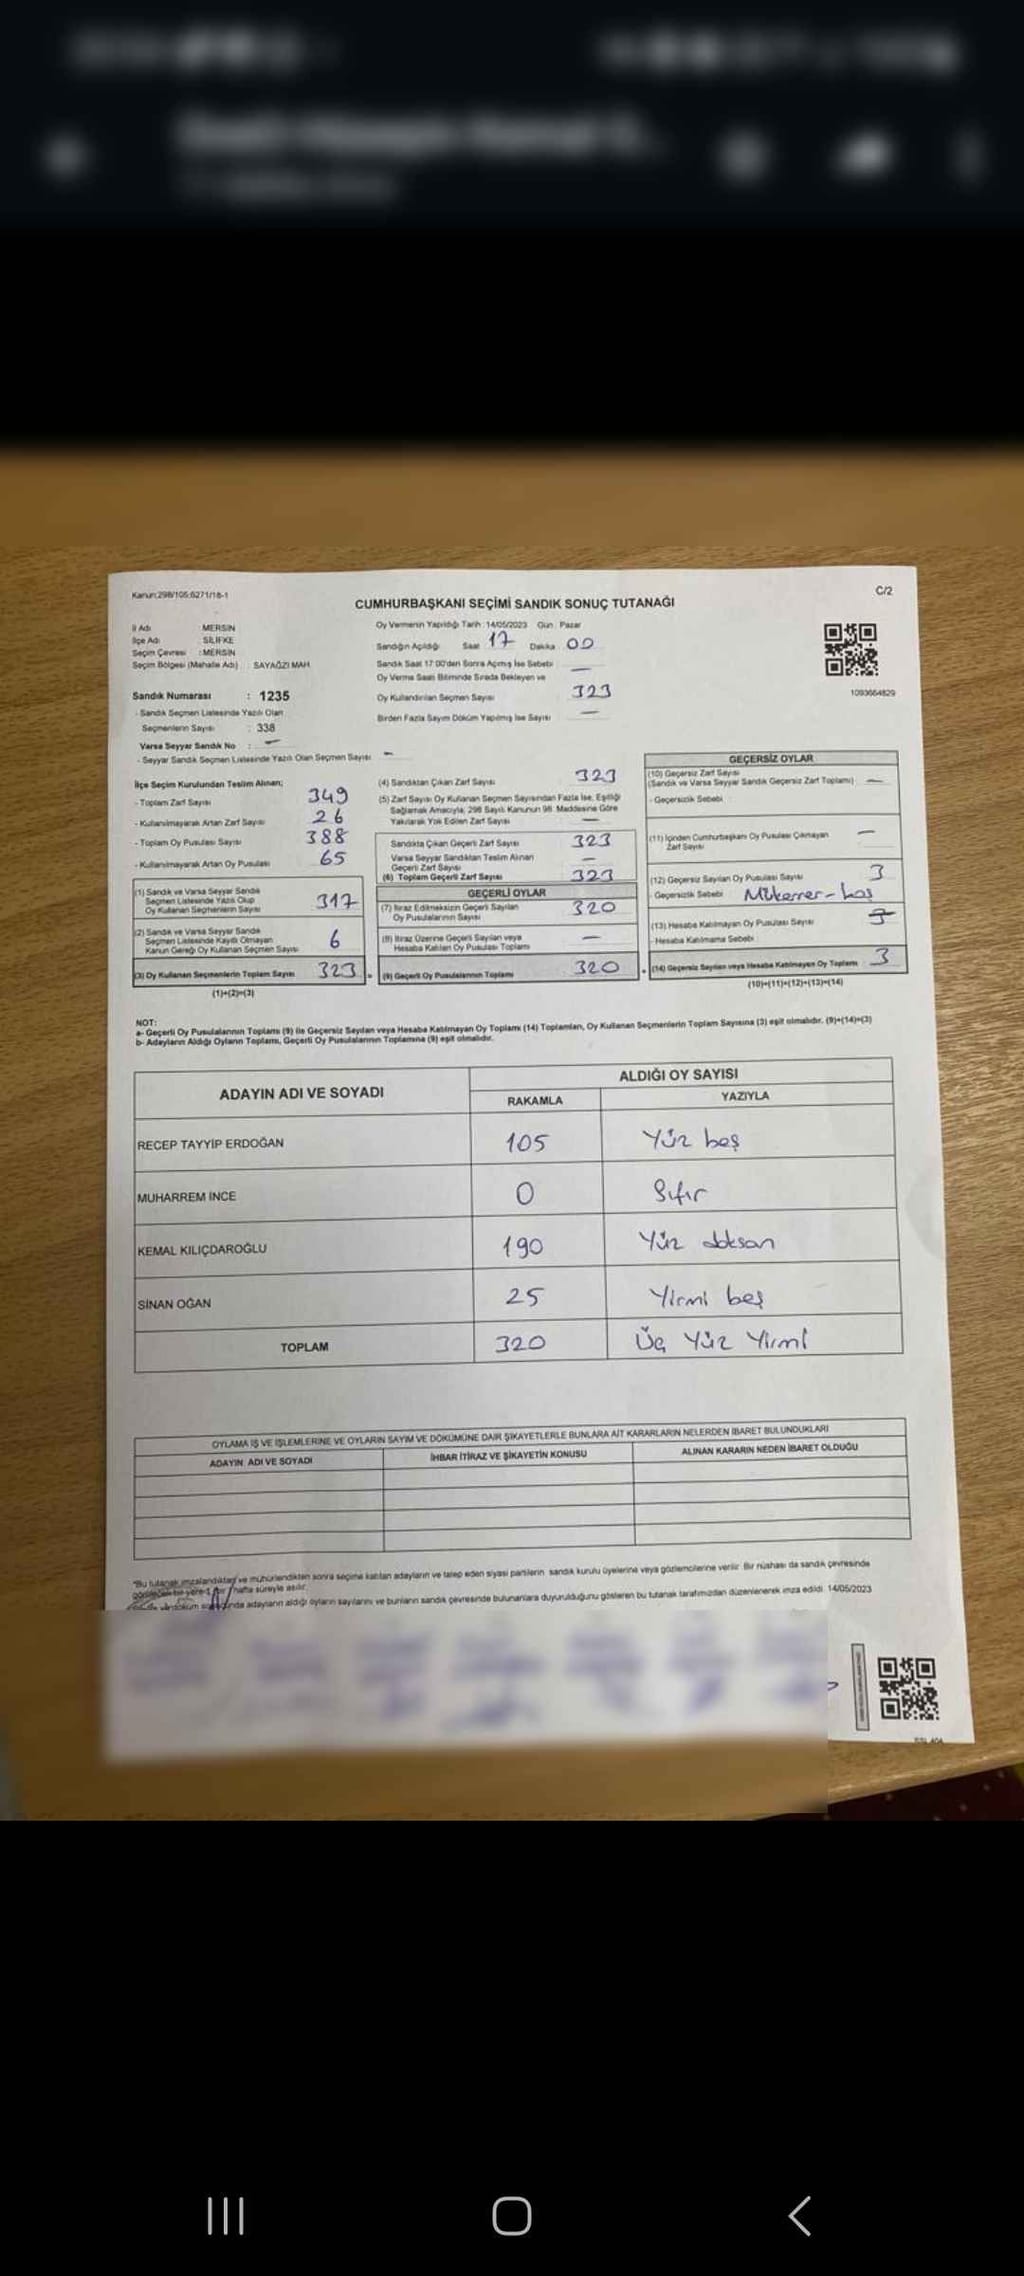 Kanun:298/105;6271/18-1
C/2
CUMHURBAŞKANI SEÇİMİ SANDIK SONUÇ TUTANAĞI
İl Adı : MERSİN
İlçe Adı : SİLİFKE
Seçim Çevresi : MERSİN
Seçim Bölgesi (Mahalle Adı) : SAYAĞZI MAH.
Sandık Numarası : 1235
- Sandık Seçmen Listesinde Yazılı Olan
Seçmenlerin Sayısı : 338
Varsa Seyyar Sandık No : —
- Seyyar Sandık Seçmen Listesinde Yazılı Olan Seçmen Sayısı : —
Oy Vermenin Yapıldığı Tarih : 14/05/2023 Gün : Pazar
Sandığın Açıldığı Saat 17 Dakika 00
Sandık Saat 17:00'den Sonra Açmış İse Sebebi
Oy Verme Saati Bitiminde Sırada Bekleyen ve —
Oy Kullandırılan Seçmen Sayısı 323
Birden Fazla Sayım Döküm Yapılmış İse Sayısı —
1093664829
İlçe Seçim Kurulundan Teslim Alınan;
- Toplam Zarf Sayısı 349
- Kullanılmayarak Artan Zarf Sayısı 26
- Toplam Oy Pusulası Sayısı 388
- Kullanılmayarak Artan Oy Pusulası 65
(1) Sandık ve Varsa Seyyar Sandık
Seçmen Listesinde Yazılı Olup
Oy Kullanan Seçmenlerin Sayısı 317
(2) Sandık ve Varsa Seyyar Sandık
Seçmen Listesinde Kayıtlı Olmayan
Kanun Gereği Oy Kullanan Seçmen Sayısı 6
(3) Oy Kullanan Seçmenlerin Toplam Sayısı 323
(1)+(2)=(3)
(4) Sandıktan Çıkan Zarf Sayısı 323
(5) Zarf Sayısı Oy Kullanan Seçmen Sayısından Fazla İse; Eşitliği
Sağlamak Amacıyla, 298 Sayılı Kanunun 98. Maddesine Göre
Yakılarak Yok Edilen Zarf Sayısı —
Sandıkta Çıkan Geçerli Zarf Sayısı 323
Varsa Seyyar Sandıktan Teslim Alınan
Geçerli Zarf Sayısı —
(6) Toplam Geçerli Zarf Sayısı 323
GEÇERLİ OYLAR
(7) İtiraz Edilmeksizin Geçerli Sayılan
Oy Pusulalarının Sayısı 320
(8) İtiraz Üzerine Geçerli Sayılan veya
Hesaba Katılan Oy Pusulası Toplamı —
(9) Geçerli Oy Pusulalarının Toplamı 320
GEÇERSİZ OYLAR
(10) Geçersiz Zarf Sayısı
(Sandık ve Varsa Seyyar Sandık Geçersiz Zarf Toplamı) —
- Geçersizlik Sebebi
(11) İçinden Cumhurbaşkanı Oy Pusulası Çıkmayan
Zarf Sayısı —
(12) Geçersiz Sayılan Oy Pusulası Sayısı 3
- Geçersizlik Sebebi Mükerrer-
(13) Hesaba Katılmayan Oy Pusulası Sayısı
- Hesaba Katılmama Sebebi
(14) Geçersiz Sayılan veya Hesaba Katılmayan Oy Toplamı 3
(10)+(11)+(12)+(13)=(14)
NOT:
a- Geçerli Oy Pusulalarının Toplamı (9) ile Geçersiz Sayılan veya Hesaba Katılmayan Oy Toplamı (14) Toplamları, Oy Kullanan Seçmenlerin Toplam Sayısına (3) eşit olmalıdır. (9)+(14)=(3)
b- Adayların Aldığı Oyların Toplamı, Geçerli Oy Pusulalarının Toplamına (9) eşit olmalıdır.
ADAYIN ADI VE SOYADI
ALDIĞI OY SAYISI
RAKAMLA YAZIYLA
RECEP TAYYİP ERDOĞAN 105 Yüz beş
MUHARREM İNCE 0 Sıfır
KEMAL KILIÇDAROĞLU 190 Yüz doksan
SİNAN OĞAN 25 Yirmi beş
TOPLAM 320 Üç Yüz Yirmi
OYLAMA İŞ VE İŞLEMLERİNE VE OYLARIN SAYIM VE DÖKÜMÜNE DAİR ŞİKAYETLERLE BUNLARA AİT KARARLARIN NELERDEN İBARET BULUNDUKLARI
ADAYIN ADI VE SOYADI İHBAR İTİRAZ VE ŞİKAYETİN KONUSU ALINAN KARARIN NEDEN İBARET OLDUĞU
"Bu tutanak imzalandıktan ve mühürlendikten sonra seçime katılan adayların ve talep eden siyasi partilerin sandık kurulu üyelerine veya gözlemcilerine verilir. Bir nüshası da sandık çevresinde
görülecek bir yere 1 bir hafta süreyle asılır.
adayların aldığı oyların sayılarını ve bunların sandık çevresinde bulunanlara duyurulduğunu gösteren bu tutanak tarafımızdan düzenlenerek imza edildi. 14/05/2023